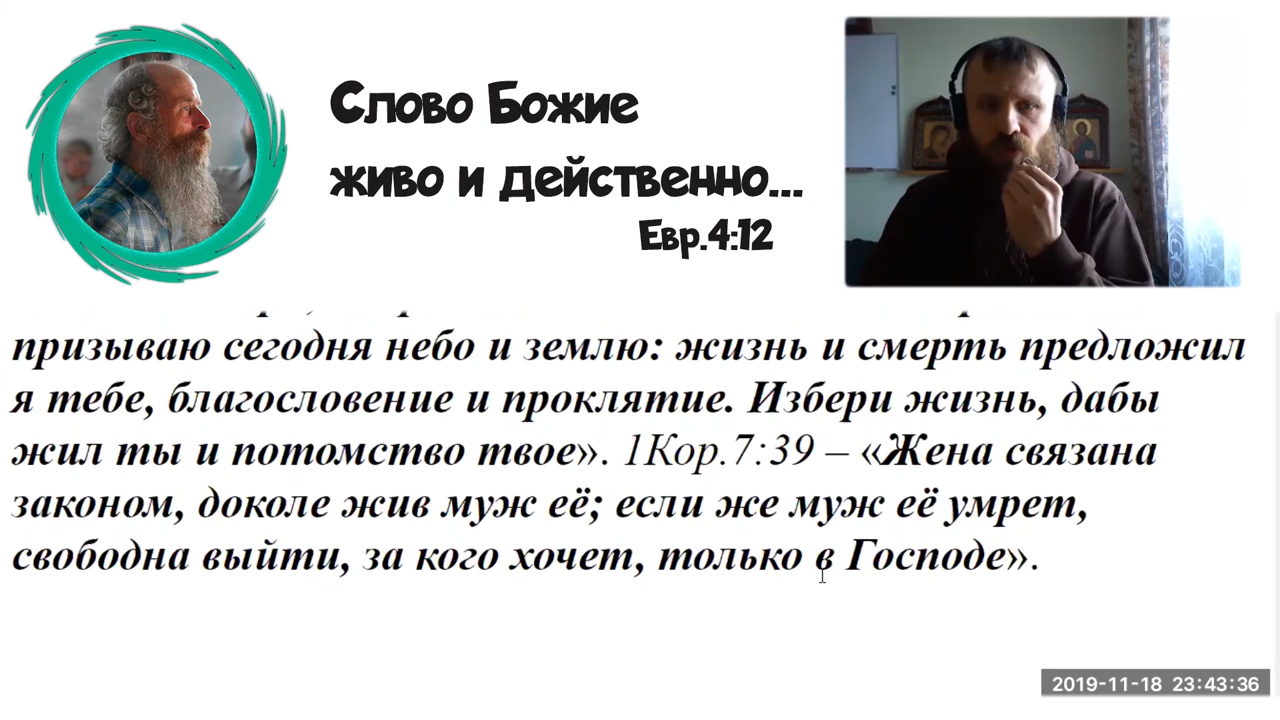 Слово Божие
живо и действенно...
Евр.4:12
призываю сегодня небо и землю: жизнь и смерть предложил
я тебе, благословение и проклятие. Избери жизнь, дабы
жил ты и потомство твое». 1Кор.7:39 – «Жена связана
законом, доколе жив муж её; если же муж её умрет,
свободна выйти, за кого хочет, только в Господе».
2019-11-18 23:43:36